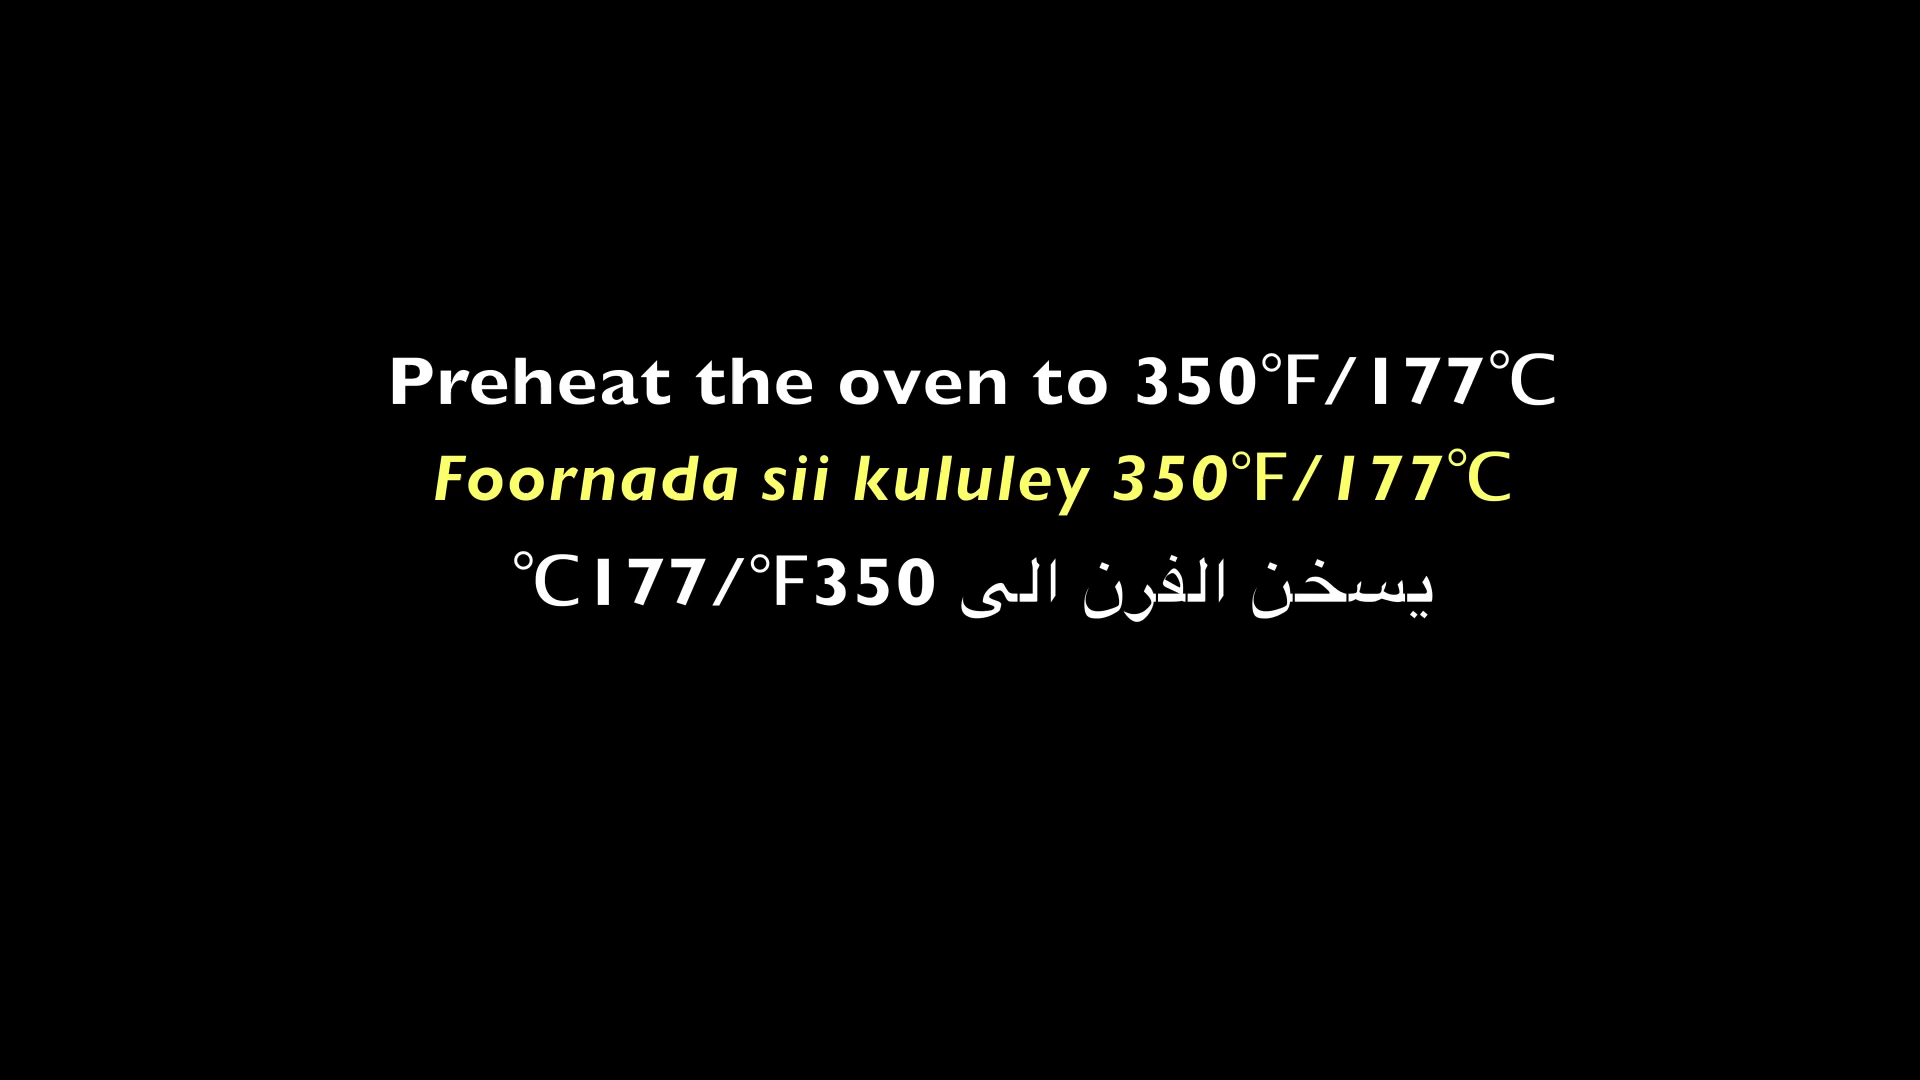 Preheat the oven to 350℉/177℃
Foornada sii kululey 350℉/177℃
يسخن الفرن الى 350℉/177℃